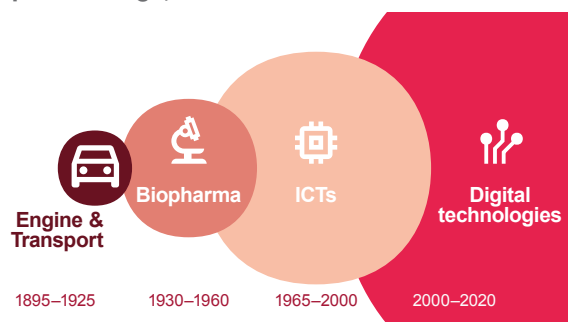 Engine &
Transport
Biopharma
ICTs
Digital
technologies
1895–1925
1930–1960
1965–2000
2000–2020